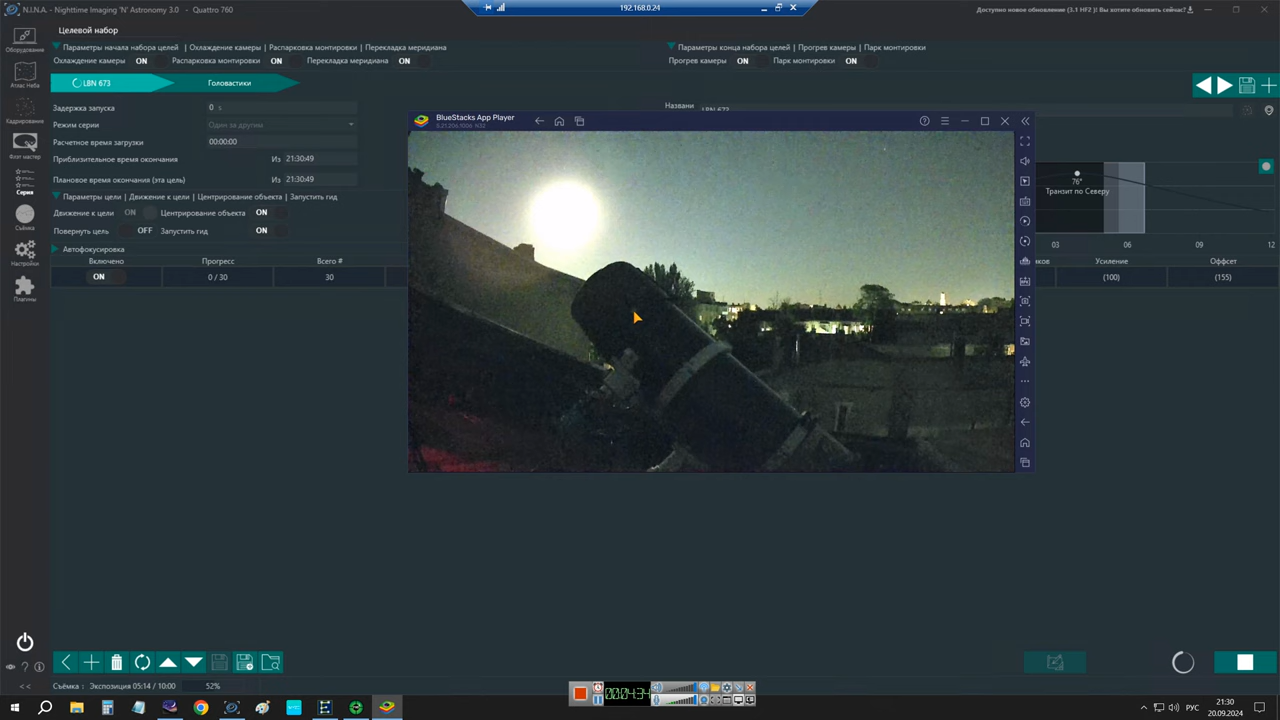 N.I.N.A. - Nighttime Imaging 'N' Astronomy 3.0 - Quattro 760
192.168.0.24
Доступно новое обновление (3.1 HF2)! Вы хотите обновить сейчас?
Оборудование
Атлас Неба
Кадрирование
Флэт мастер
Серия
Съёмка
Настройки
Плагины
Целевой набор
Параметры начала набора целей | Охлаждение камеры | Распарковка монтировки | Перекладка меридиана
Охлаждение камеры ON Распарковка монтировки ON Перекладка меридиана ON
Параметры конца набора целей | Прогрев камеры | Парк монтировки
Прогрев камеры ON Парк монтировки ON
LBN 673 Головастики
Задержка запуска 0 s
Режим серии Один за другим
Расчетное время загрузки 00:00:00
Приблизительное время окончания Из 21:30:49
Плановое время окончания (эта цель) Из 21:30:49
Параметры цели | Движение к цели | Центрирование объекта | Запустить гид
Движение к цели ON Центрирование объекта ON
Повернуть цель OFF Запустить гид ON
Автофокусировка
Включено Прогресс Всего #
ON 0 / 30 30
Названи
BlueStacks App Player
76°
Транзит по Северу
03 06 09 12
нков Усиление Оффсет
(100) (155)
Съёмка : Экспозиция 05:14 / 10:00 52%
00:04:34
РУС
21:30
20.09.2024